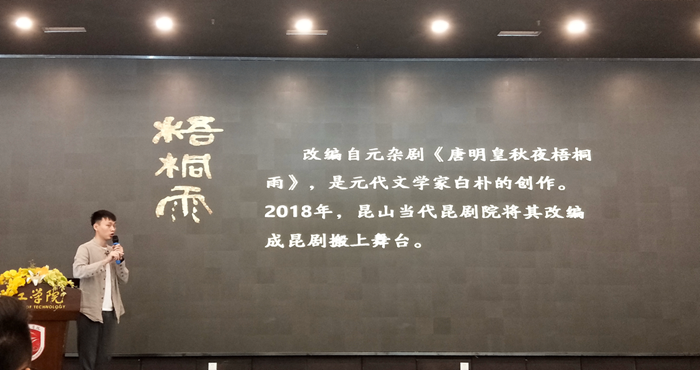 梧桐雨
改编自元杂剧《唐明皇秋夜梧桐
雨》，是元代文学家白朴的创作。
2018年，昆山当代昆剧院将其改编
成昆剧搬上舞台。
工学院
OF TECHNOLOGY